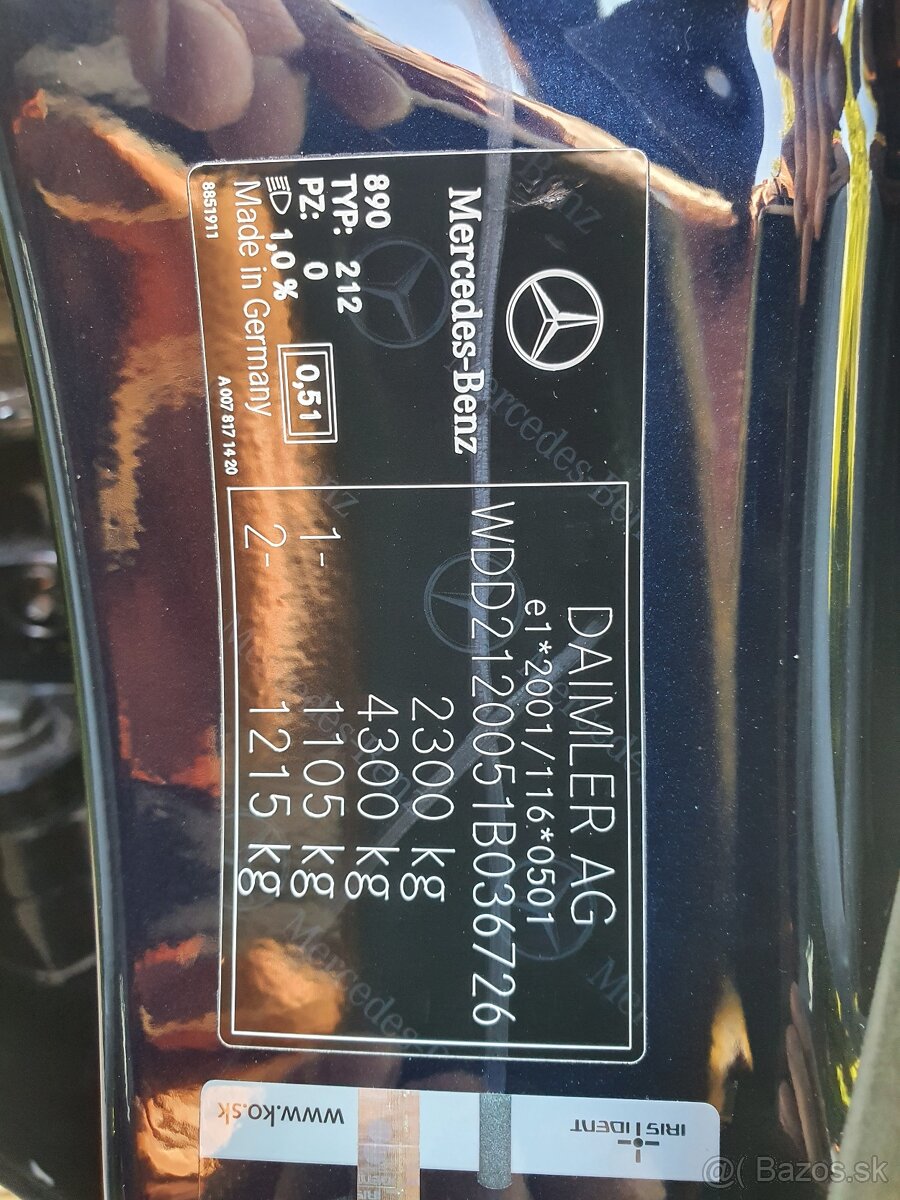 Mercedes-Benz
890
TYP: 212
PZ: 0
1,0 %
0,51
Made in Germany
8851911
A 007 817 14 20
DAIMLER AG
e1*2001/116*0501
WDD2120051B036726
2300 kg
4300 kg
1- 1105 kg
2- 1215 kg
IRIS IDENT
www.ko.sk
@( Bazos.sk